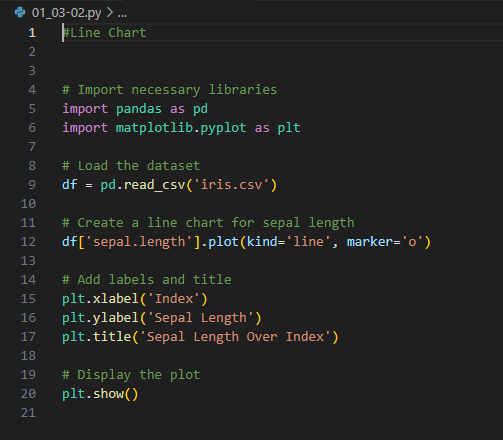 01_03-02.py > ...
1 #Line Chart
2
3
4 # Import necessary libraries
5 import pandas as pd
6 import matplotlib.pyplot as plt
7
8 # Load the dataset
9 df = pd.read_csv('iris.csv')
10
11 # Create a line chart for sepal length
12 df['sepal.length'].plot(kind='line', marker='o')
13
14 # Add labels and title
15 plt.xlabel('Index')
16 plt.ylabel('Sepal Length')
17 plt.title('Sepal Length Over Index')
18
19 # Display the plot
20 plt.show()
21